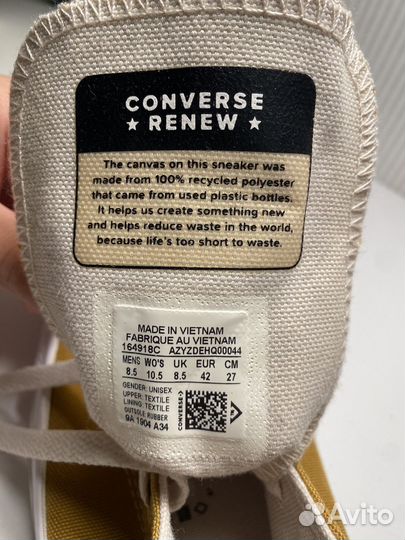 CONVERSE
★ RENEW ★
The canvas on this sneaker was
made from 100% recycled polyester
that came from used plastic bottles.
It helps us create something new
and helps reduce waste in the world,
because life's too short to waste.
MADE IN VIETNAM
FABRIQUE AU VIETNAM
164918C AZYZDEHQ00044
MENS WO'S UK EUR CM
8.5 10.5 8.5 42 27
GENDER: UNISEX
UPPER: TEXTILE
LINING: TEXTILE
OUTSOLE: RUBBER
9A 1904 A34
CONVERSE
Avito